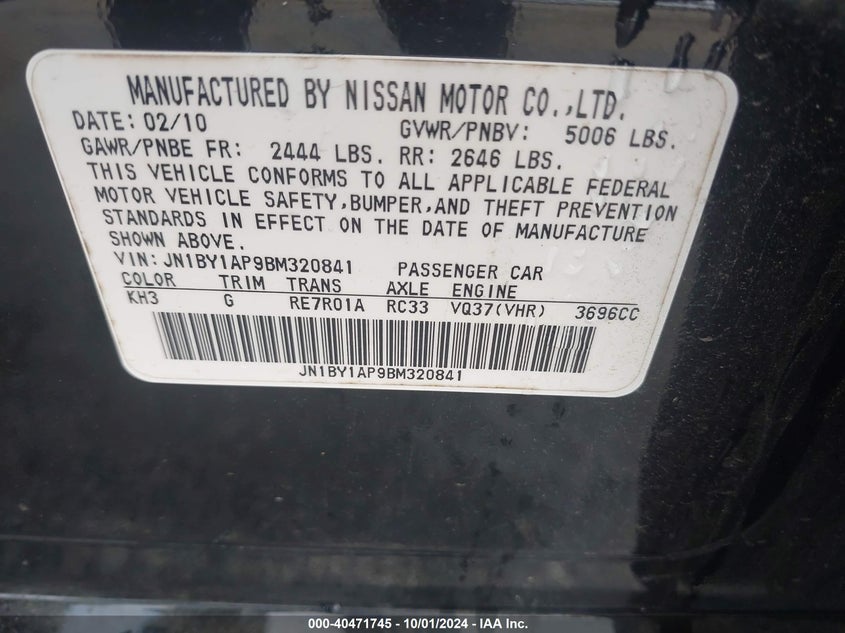 MANUFACTURED BY NISSAN MOTOR CO.,LTD.
DATE: 02/10 GVWR/PNBV: 5006 LBS.
GAWR/PNBE FR: 2444 LBS. RR: 2646 LBS.
THIS VEHICLE CONFORMS TO ALL APPLICABLE FEDERAL
MOTOR VEHICLE SAFETY,BUMPER,AND THEFT PREVENTION
STANDARDS IN EFFECT ON THE DATE OF MANUFACTURE
SHOWN ABOVE.
VIN: JN1BY1AP9BM320841 PASSENGER CAR
COLOR TRIM TRANS AXLE ENGINE
KH3 G RE7R01A RC33 VQ37(VHR) 3696CC
JN1BY1AP9BM320841
000-40471745 - 10/01/2024 - IAA Inc.